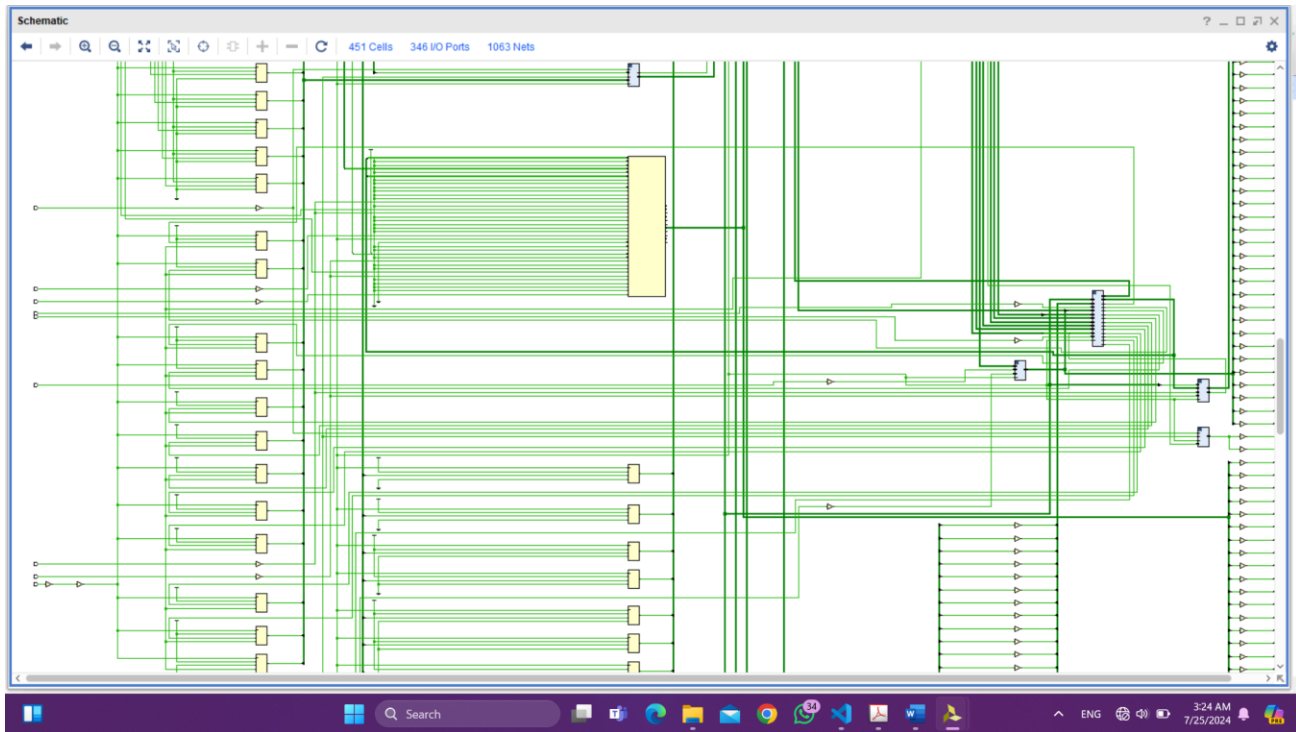 Schematic
451 Cells 346 I/O Ports 1063 Nets
Search
34
ENG
3:24 AM
7/25/2024